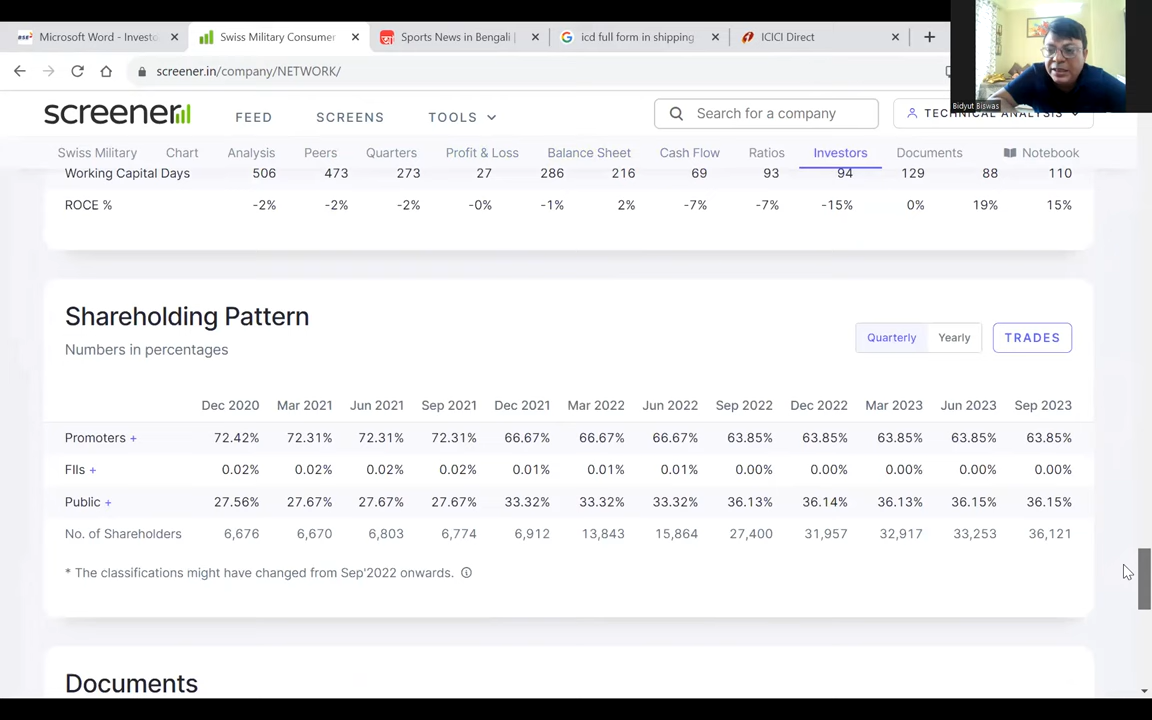 BSE Microsoft Word - Investo
Swiss Military Consumer
Sports News in Bengali |
icd full form in shipping
ICICI Direct
screener.in/company/NETWORK/
Bidyut Biswas
screener
FEED SCREENS TOOLS
Search for a company
TECHNICAL ANALYSIS
Swiss Military Chart Analysis Peers Quarters Profit & Loss Balance Sheet Cash Flow Ratios Investors Documents Notebook
Working Capital Days 506 473 273 27 286 216 69 93 94 129 88 110
ROCE % -2% -2% -2% -0% -1% 2% -7% -7% -15% 0% 19% 15%
Shareholding Pattern
Numbers in percentages
Quarterly Yearly TRADES
Dec 2020 Mar 2021 Jun 2021 Sep 2021 Dec 2021 Mar 2022 Jun 2022 Sep 2022 Dec 2022 Mar 2023 Jun 2023 Sep 2023
Promoters + 72.42% 72.31% 72.31% 72.31% 66.67% 66.67% 66.67% 63.85% 63.85% 63.85% 63.85% 63.85%
FIIs + 0.02% 0.02% 0.02% 0.02% 0.01% 0.01% 0.01% 0.00% 0.00% 0.00% 0.00% 0.00%
Public + 27.56% 27.67% 27.67% 27.67% 33.32% 33.32% 33.32% 36.13% 36.14% 36.13% 36.15% 36.15%
No. of Shareholders 6,676 6,670 6,803 6,774 6,912 13,843 15,864 27,400 31,957 32,917 33,253 36,121
* The classifications might have changed from Sep'2022 onwards.
Documents